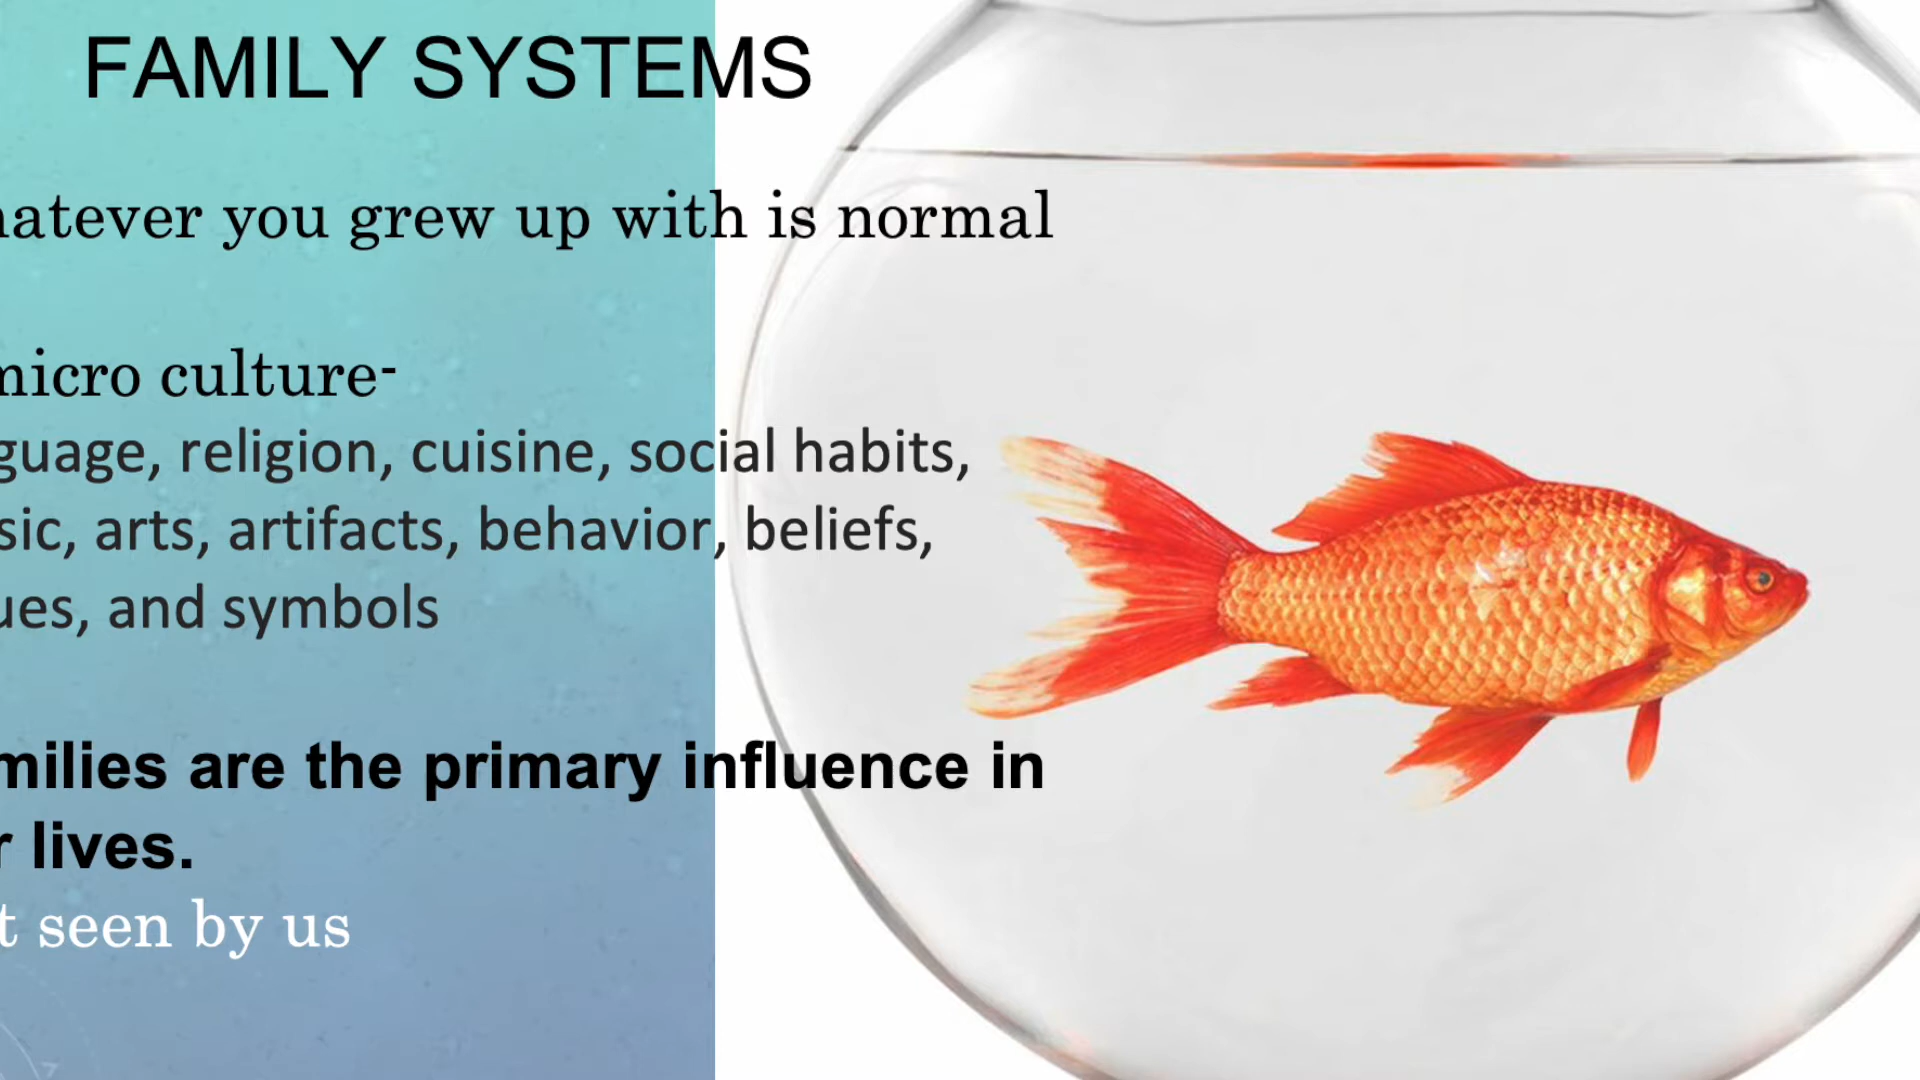 FAMILY SYSTEMS
hatever you grew up with is normal
micro culture-
guage, religion, cuisine, social habits,
sic, arts, artifacts, behavior, beliefs,
ues, and symbols
milies are the primary influence in
r lives.
t seen by us